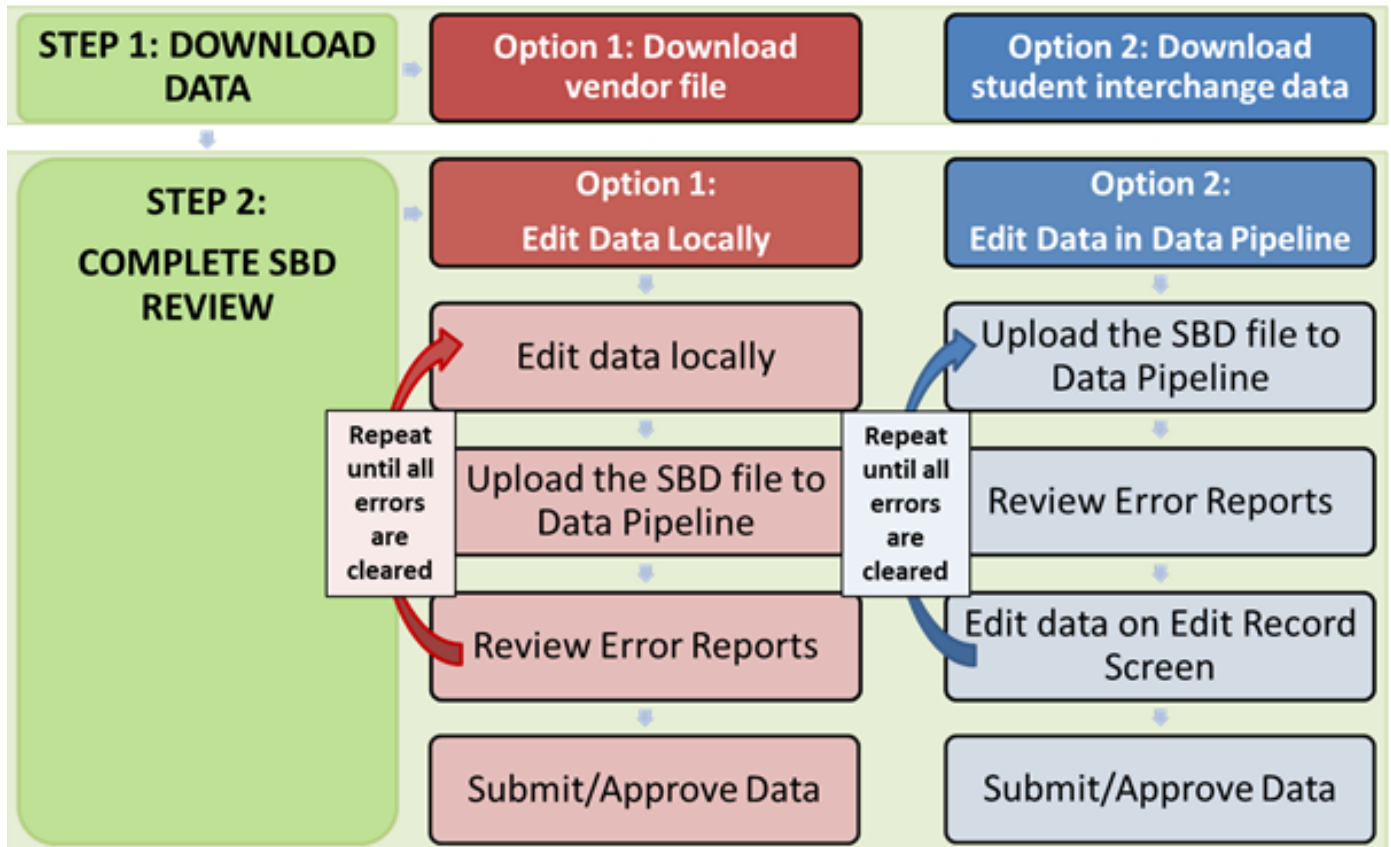 STEP 1: DOWNLOAD
DATA
Option 1: Download
vendor file
Option 2: Download
student interchange data
STEP 2:
COMPLETE SBD
REVIEW
Option 1:
Edit Data Locally
Option 2:
Edit Data in Data Pipeline
Repeat
until all
errors
are
cleared
Edit data locally
Upload the SBD file to
Data Pipeline
Review Error Reports
Submit/Approve Data
Repeat
until all
errors
are
cleared
Upload the SBD file to
Data Pipeline
Review Error Reports
Edit data on Edit Record
Screen
Submit/Approve Data